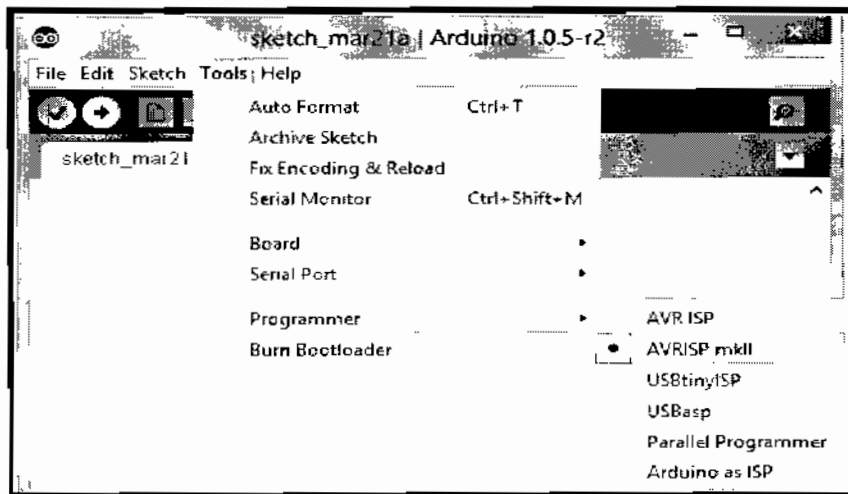 sketch_mar21a | Arduino 1.0.5-r2
File Edit Sketch Tools Help
sketch_mar21
Auto Format Ctrl+T
Archive Sketch
Fix Encoding & Reload
Serial Monitor Ctrl+Shift+M
Board
Serial Port
Programmer
Burn Bootloader
AVR ISP
AVRISP mkII
USBtinyISP
USBasp
Parallel Programmer
Arduino as ISP